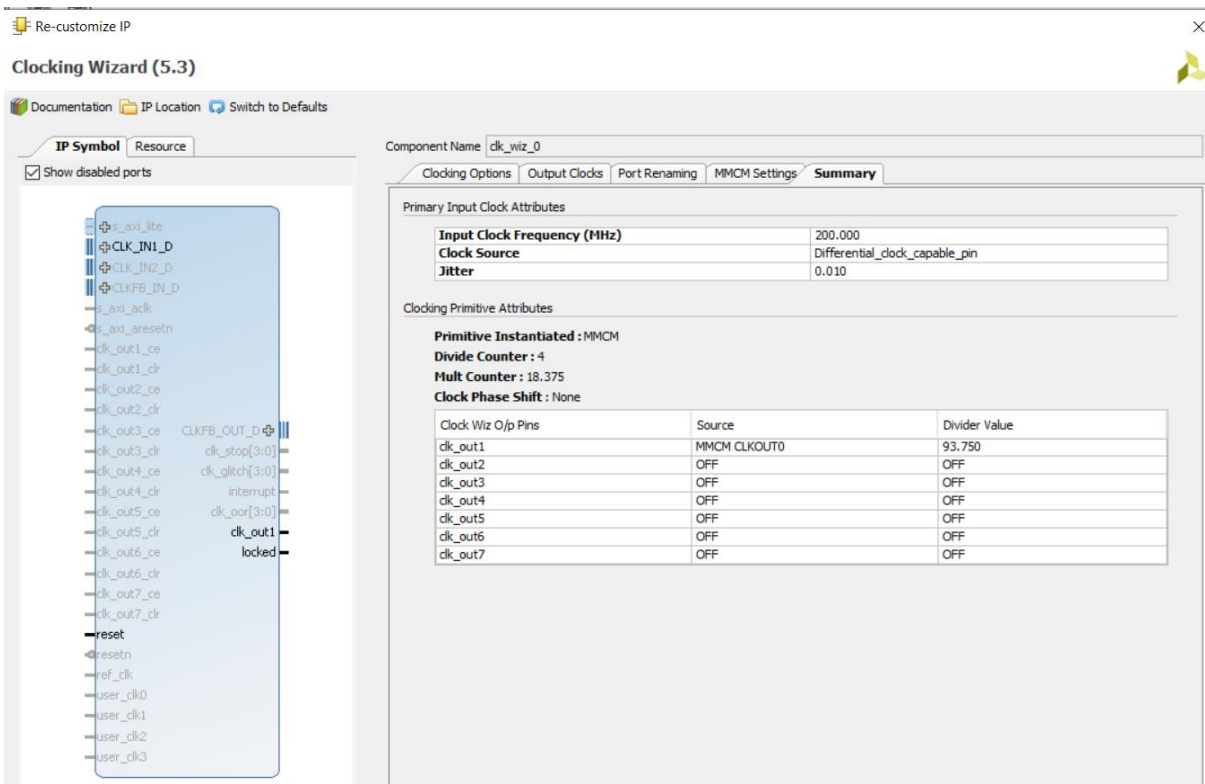 Re-customize IP
Clocking Wizard (5.3)
Documentation IP Location Switch to Defaults
IP Symbol Resource
Show disabled ports
s_axi_lite
CLK_IN1_D
CLK_IN2_D
CLKFB_IN_D
s_axi_aclk
s_axi_aresetn
clk_out1_ce
clk_out1_clr
clk_out2_ce
clk_out2_clr
clk_out3_ce CLKFB_OUT_D
clk_out3_clr clk_stop[3:0]
clk_out4_ce clk_glitch[3:0]
clk_out4_clr interrupt
clk_out5_ce clk_oor[3:0]
clk_out5_clr clk_out1
clk_out6_ce locked
clk_out6_clr
clk_out7_ce
clk_out7_clr
reset
resetn
ref_clk
user_clk0
user_clk1
user_clk2
user_clk3
Component Name clk_wiz_0
Clocking Options Output Clocks Port Renaming MMCM Settings Summary
Primary Input Clock Attributes
Input Clock Frequency (MHz) 200.000
Clock Source Differential_clock_capable_pin
Jitter 0.010
Clocking Primitive Attributes
Primitive Instantiated : MMCM
Divide Counter : 4
Mult Counter : 18.375
Clock Phase Shift : None
Clock Wiz O/p Pins Source Divider Value
clk_out1 MMCM CLKOUT0 93.750
clk_out2 OFF OFF
clk_out3 OFF OFF
clk_out4 OFF OFF
clk_out5 OFF OFF
clk_out6 OFF OFF
clk_out7 OFF OFF